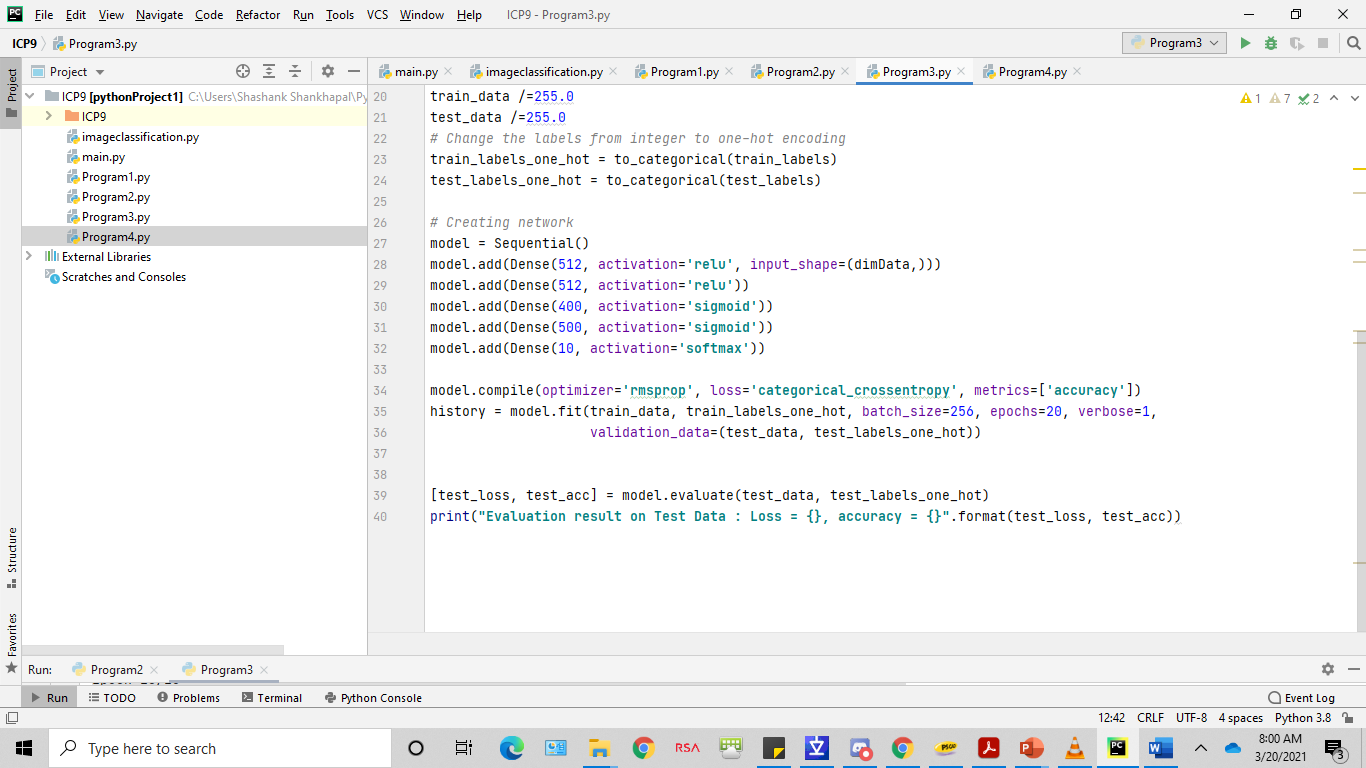 File Edit View Navigate Code Refactor Run Tools VCS Window Help ICP9 - Program3.py
ICP9 Program3.py Program3
Project main.py imageclassification.py Program1.py Program2.py Program3.py Program4.py
Project
ICP9 [pythonProject1] C:\Users\Shashank Shankhapal\Py
ICP9
imageclassification.py
main.py
Program1.py
Program2.py
Program3.py
Program4.py
External Libraries
Scratches and Consoles
1 7 2
20 train_data /=255.0
21 test_data /=255.0
22 # Change the labels from integer to one-hot encoding
23 train_labels_one_hot = to_categorical(train_labels)
24 test_labels_one_hot = to_categorical(test_labels)
25
26 # Creating network
27 model = Sequential()
28 model.add(Dense(512, activation='relu', input_shape=(dimData,)))
29 model.add(Dense(512, activation='relu'))
30 model.add(Dense(400, activation='sigmoid'))
31 model.add(Dense(500, activation='sigmoid'))
32 model.add(Dense(10, activation='softmax'))
33
34 model.compile(optimizer='rmsprop', loss='categorical_crossentropy', metrics=['accuracy'])
35 history = model.fit(train_data, train_labels_one_hot, batch_size=256, epochs=20, verbose=1,
36 validation_data=(test_data, test_labels_one_hot))
37
38
39 [test_loss, test_acc] = model.evaluate(test_data, test_labels_one_hot)
40 print("Evaluation result on Test Data : Loss = {}, accuracy = {}".format(test_loss, test_acc))
Structure
Favorites
Run: Program2 Program3
Run TODO Problems Terminal Python Console Event Log
12:42 CRLF UTF-8 4 spaces Python 3.8
Type here to search
RSA
PSCAD
PC
8:00 AM
3/20/2021
3